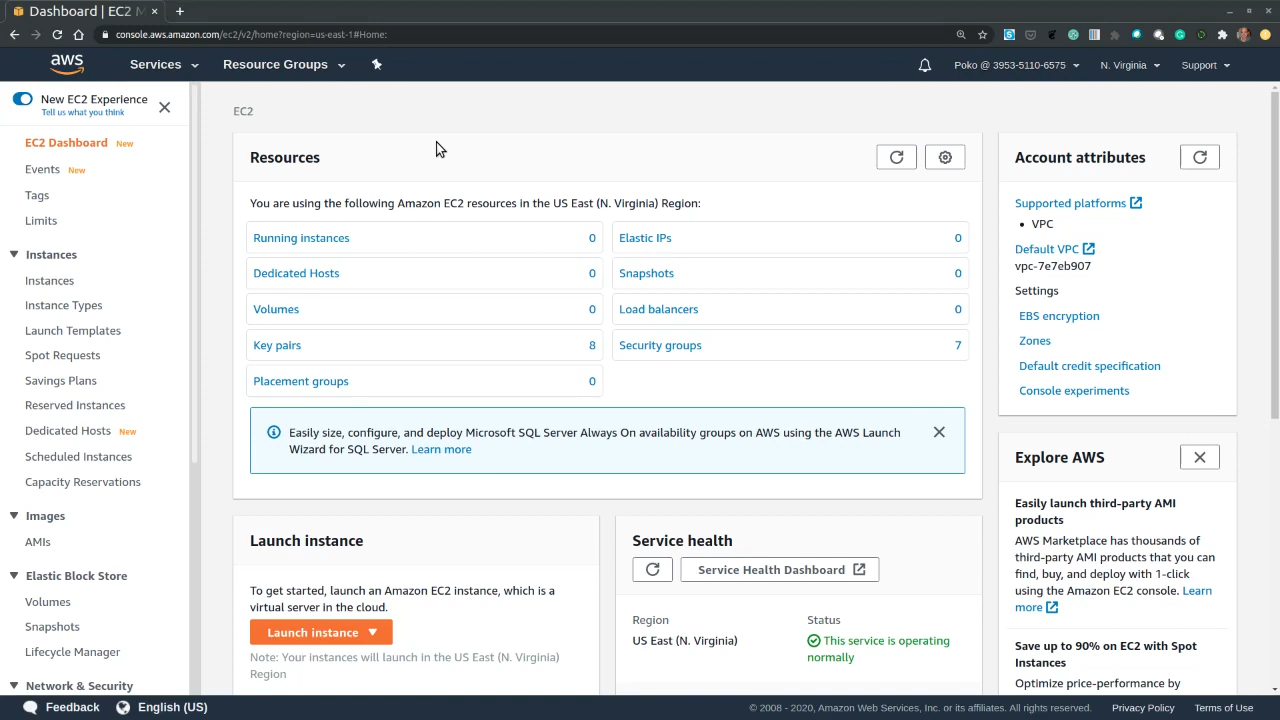 Dashboard | EC2 M
console.aws.amazon.com/ec2/v2/home?region=us-east-1#Home:
aws
Services
Resource Groups
Poko @ 3953-5110-6575
N. Virginia
Support
New EC2 Experience
Tell us what you think
EC2 Dashboard New
Events New
Tags
Limits
Instances
Instances
Instance Types
Launch Templates
Spot Requests
Savings Plans
Reserved Instances
Dedicated Hosts New
Scheduled Instances
Capacity Reservations
Images
AMIs
Elastic Block Store
Volumes
Snapshots
Lifecycle Manager
Network & Security
EC2
Resources
You are using the following Amazon EC2 resources in the US East (N. Virginia) Region:
Running instances 0
Elastic IPs 0
Dedicated Hosts 0
Snapshots 0
Volumes 0
Load balancers 0
Key pairs 8
Security groups 7
Placement groups 0
Easily size, configure, and deploy Microsoft SQL Server Always On availability groups on AWS using the AWS Launch
Wizard for SQL Server. Learn more
Launch instance
To get started, launch an Amazon EC2 instance, which is a
virtual server in the cloud.
Launch instance
Note: Your instances will launch in the US East (N. Virginia)
Region
Service health
Service Health Dashboard
Region
US East (N. Virginia)
Status
This service is operating
normally
Account attributes
Supported platforms
• VPC
Default VPC
vpc-7e7eb907
Settings
EBS encryption
Zones
Default credit specification
Console experiments
Explore AWS
Easily launch third-party AMI
products
AWS Marketplace has thousands of
third-party AMI products that you can
find, buy, and deploy with 1-click
using the Amazon EC2 console. Learn
more
Save up to 90% on EC2 with Spot
Instances
Optimize price-performance by
Feedback
English (US)
© 2008 - 2020, Amazon Web Services, Inc. or its affiliates. All rights reserved.
Privacy Policy
Terms of Use